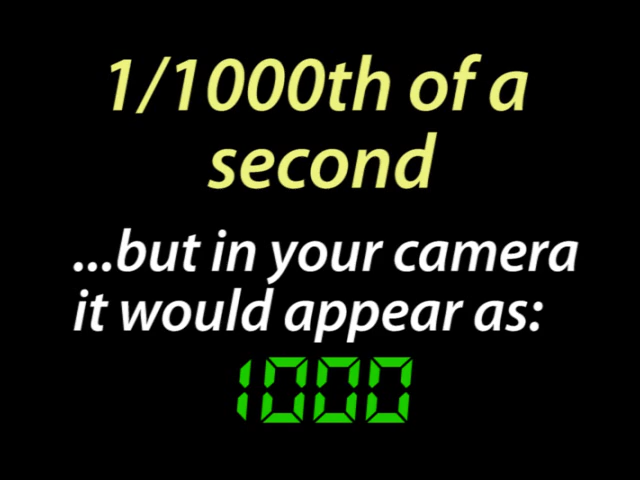 1/1000th of a
second
...but in your camera
it would appear as:
1000